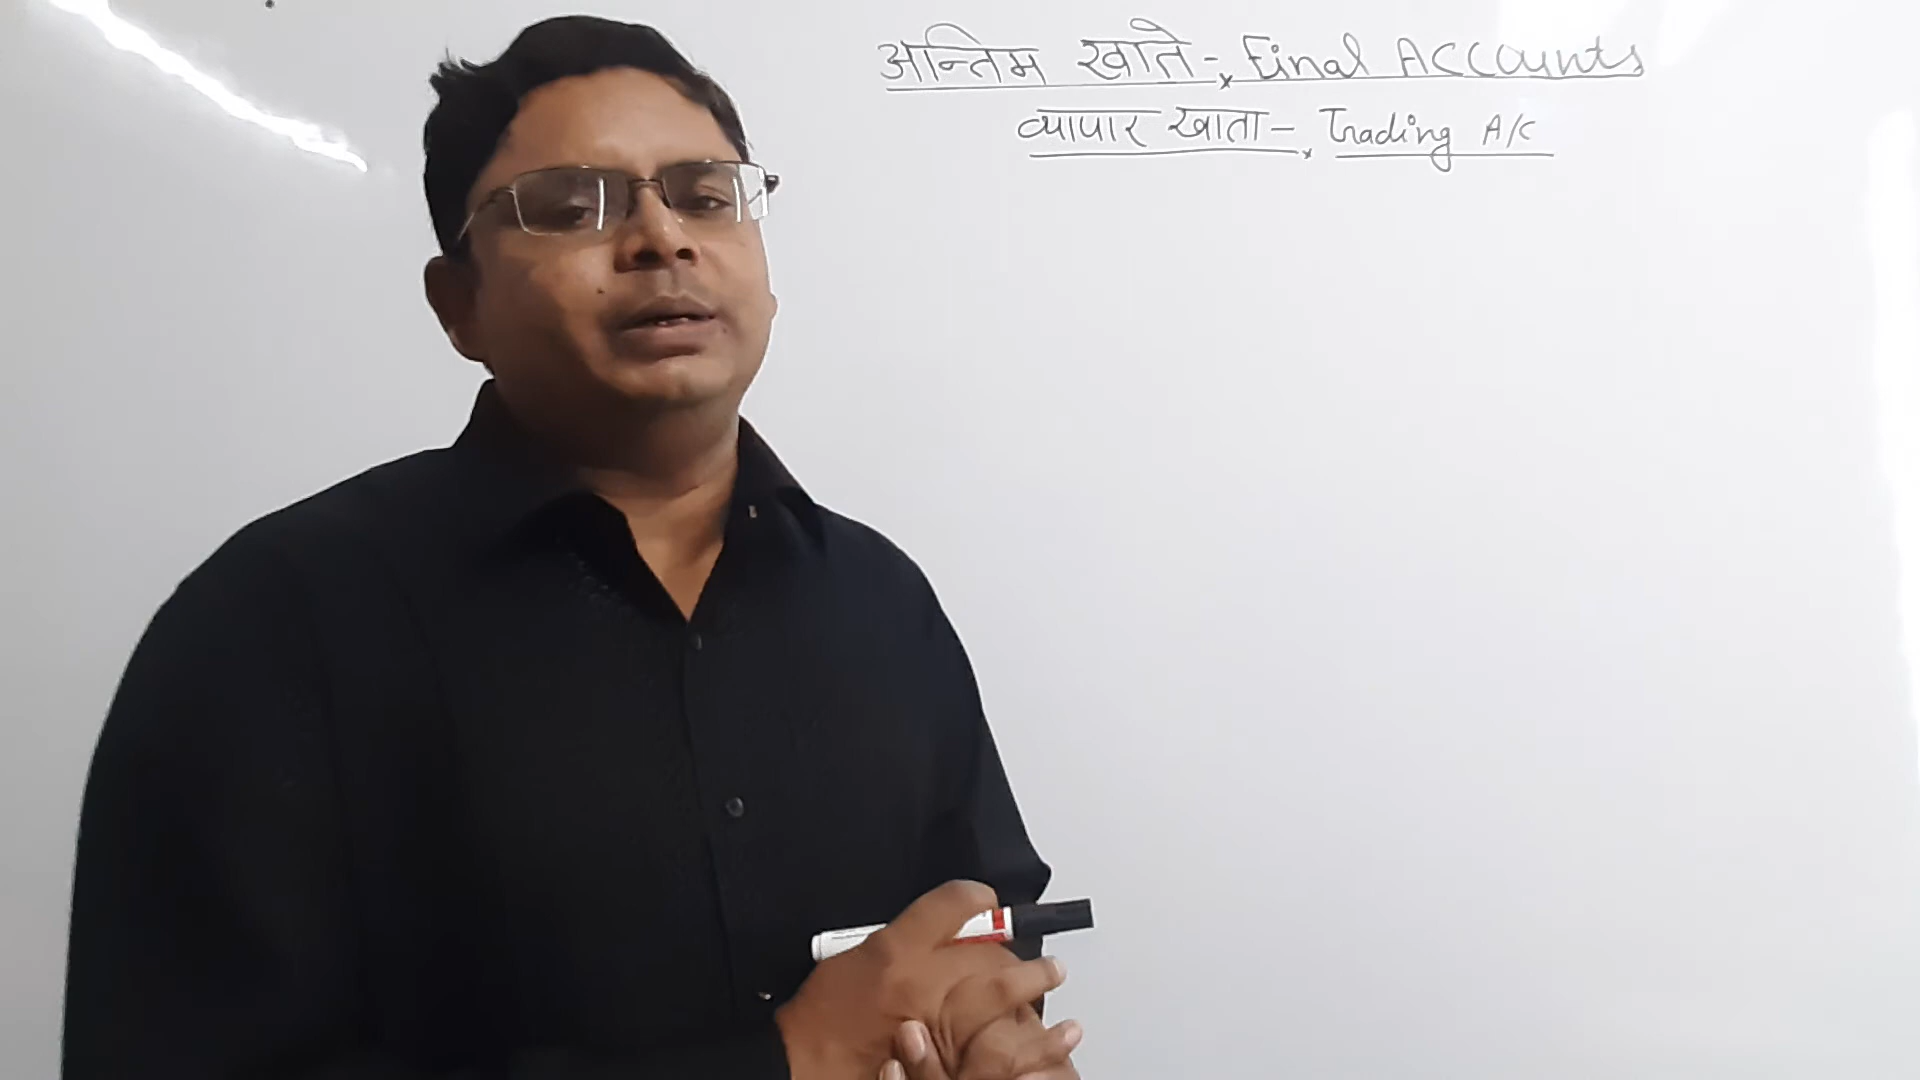 अन्तिम खाते - Final Accounts
व्यापार खाता - Trading A/C